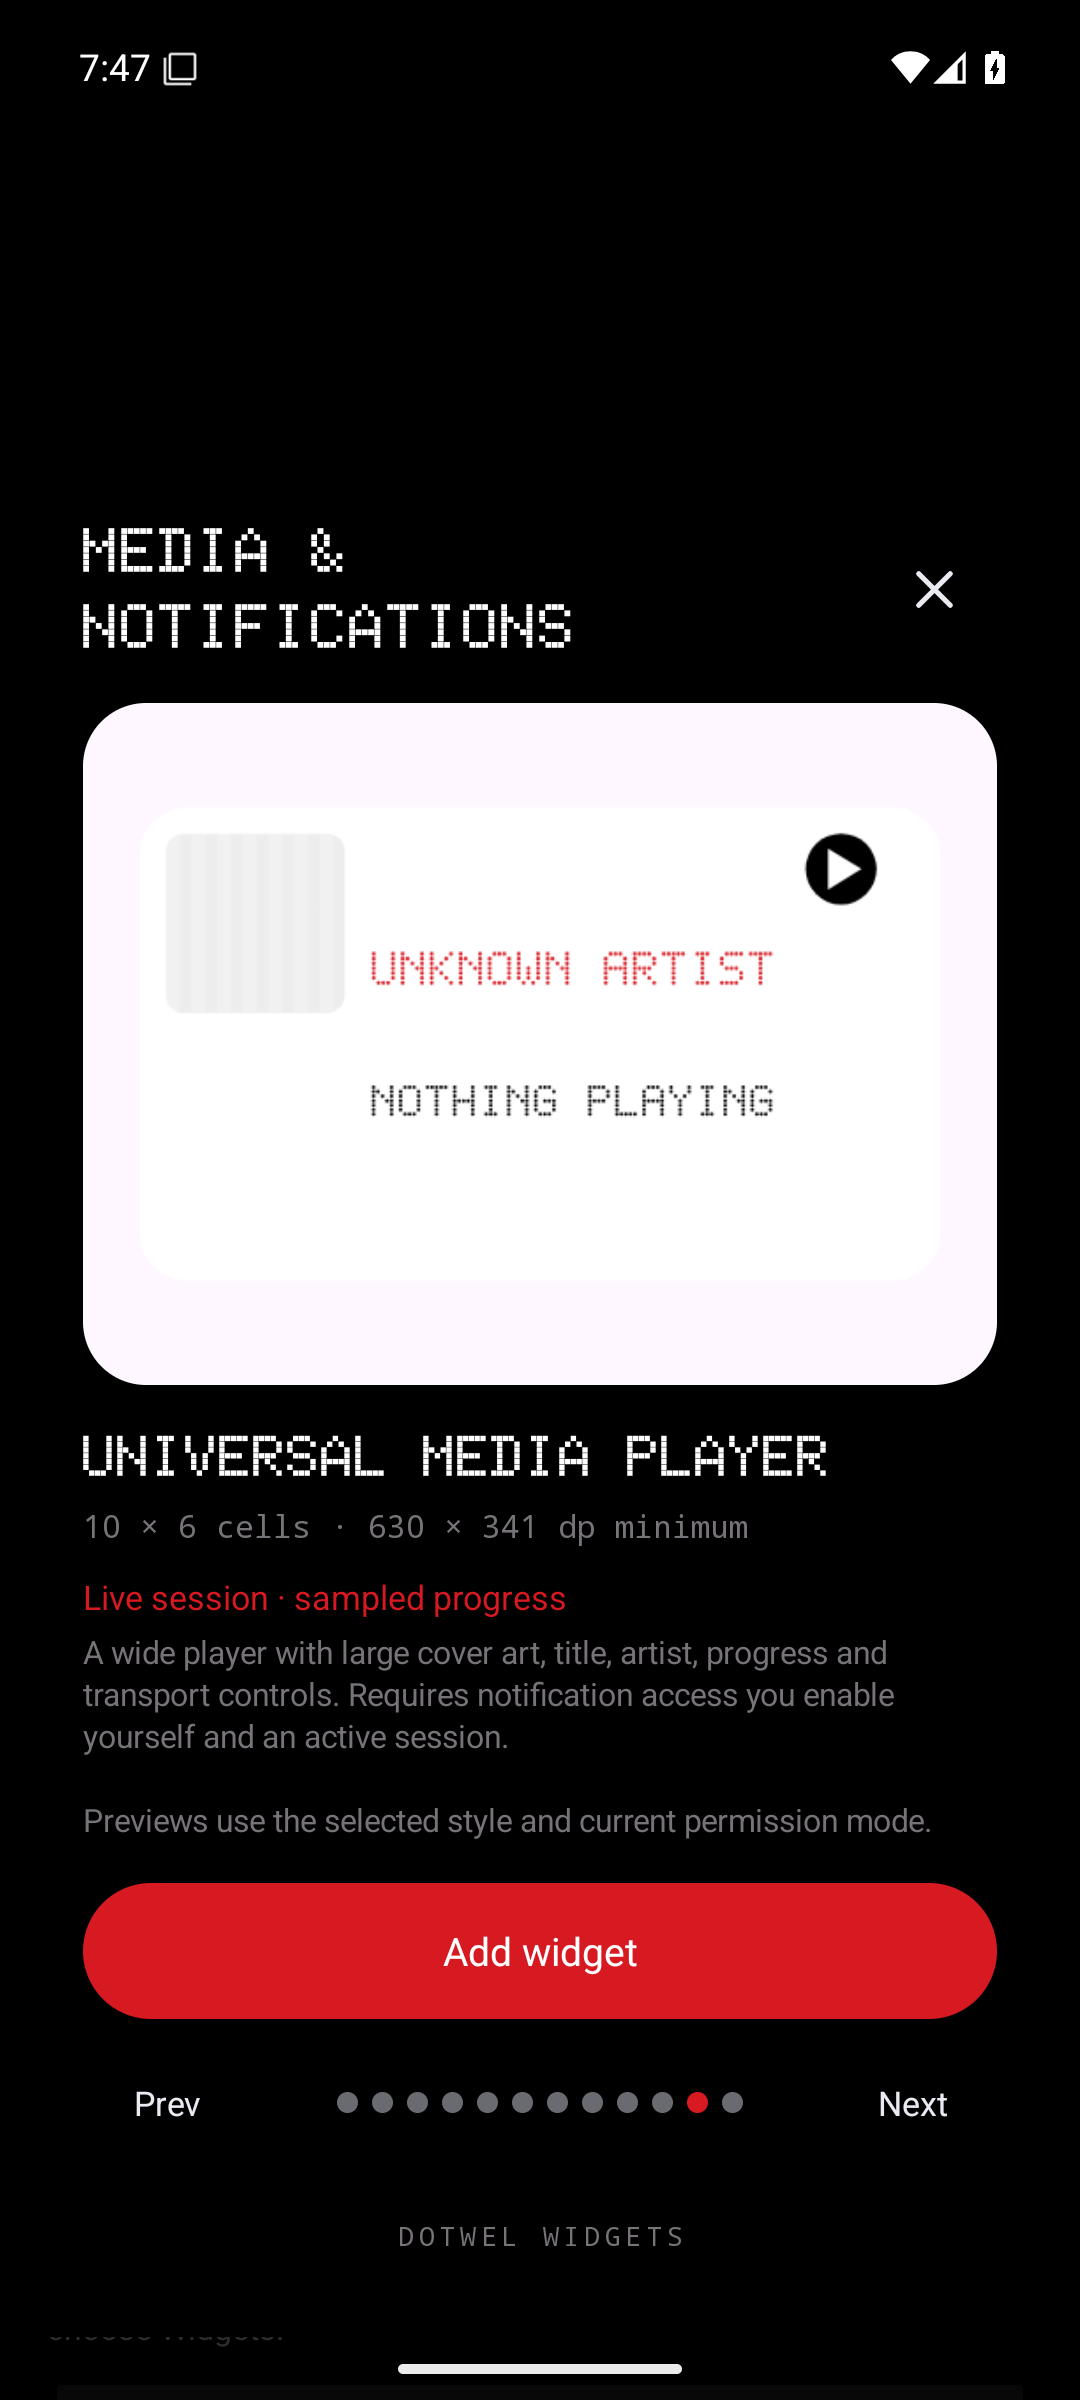 7:47
MEDIA &
NOTIFICATIONS
UNKNOWN ARTIST
NOTHING PLAYING
UNIVERSAL MEDIA PLAYER
10 × 6 cells · 630 × 341 dp minimum
Live session · sampled progress
A wide player with large cover art, title, artist, progress and
transport controls. Requires notification access you enable
yourself and an active session.
Previews use the selected style and current permission mode.
Add widget
Prev
Next
DOTWEL WIDGETS
choose Widgets.